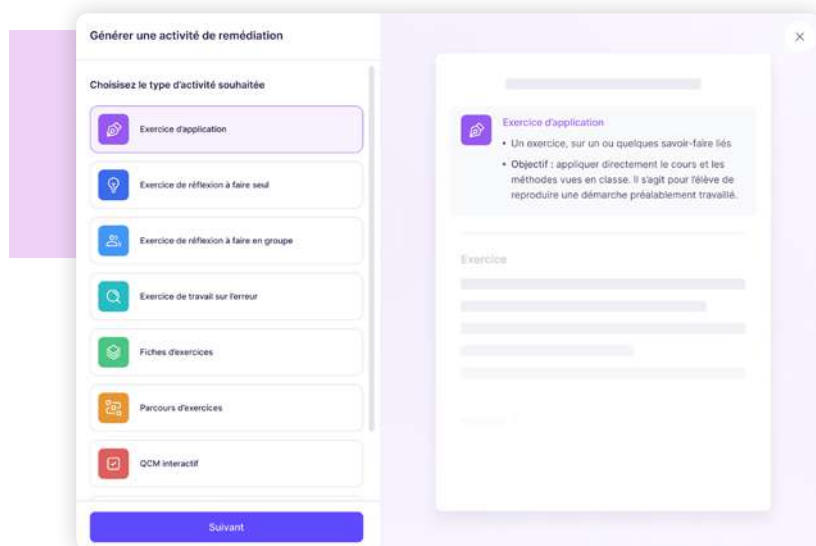 Générer une activité de remédiation
Choisisez le type d'activité souhaitée
Exercice d'application
Exercice de réflexion à faire seul
Exercice de réflexion à faire en groupe
Exercice de travail sur l'erreur
Fiches d'exercices
Parcours d'exercices
QCM interactif
Suivant
Exercice d'application
• Un exercice, sur un ou quelques savoir-faire liés
• Objectif : appliquer directement le cours et les
méthodes vues en classe. Il s'agit pour l'élève de
reproduire une démarche préalablement travaillé.
Exercice